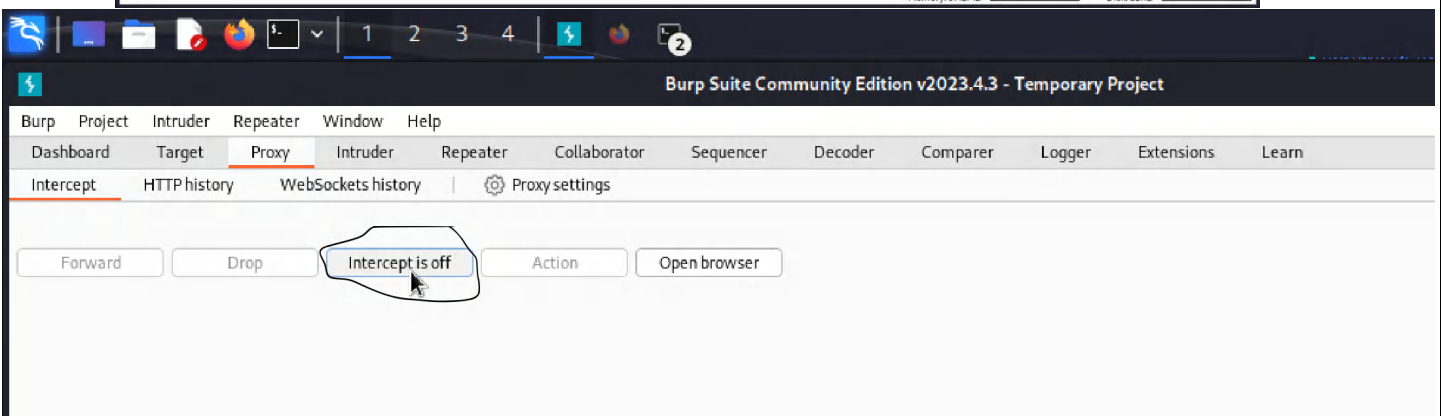 1 2 3 4 2
Burp Suite Community Edition v2023.4.3 - Temporary Project
Burp Project Intruder Repeater Window Help
Dashboard Target Proxy Intruder Repeater Collaborator Sequencer Decoder Comparer Logger Extensions Learn
Intercept HTTP history WebSockets history Proxy settings
Forward Drop Intercept is off Action Open browser